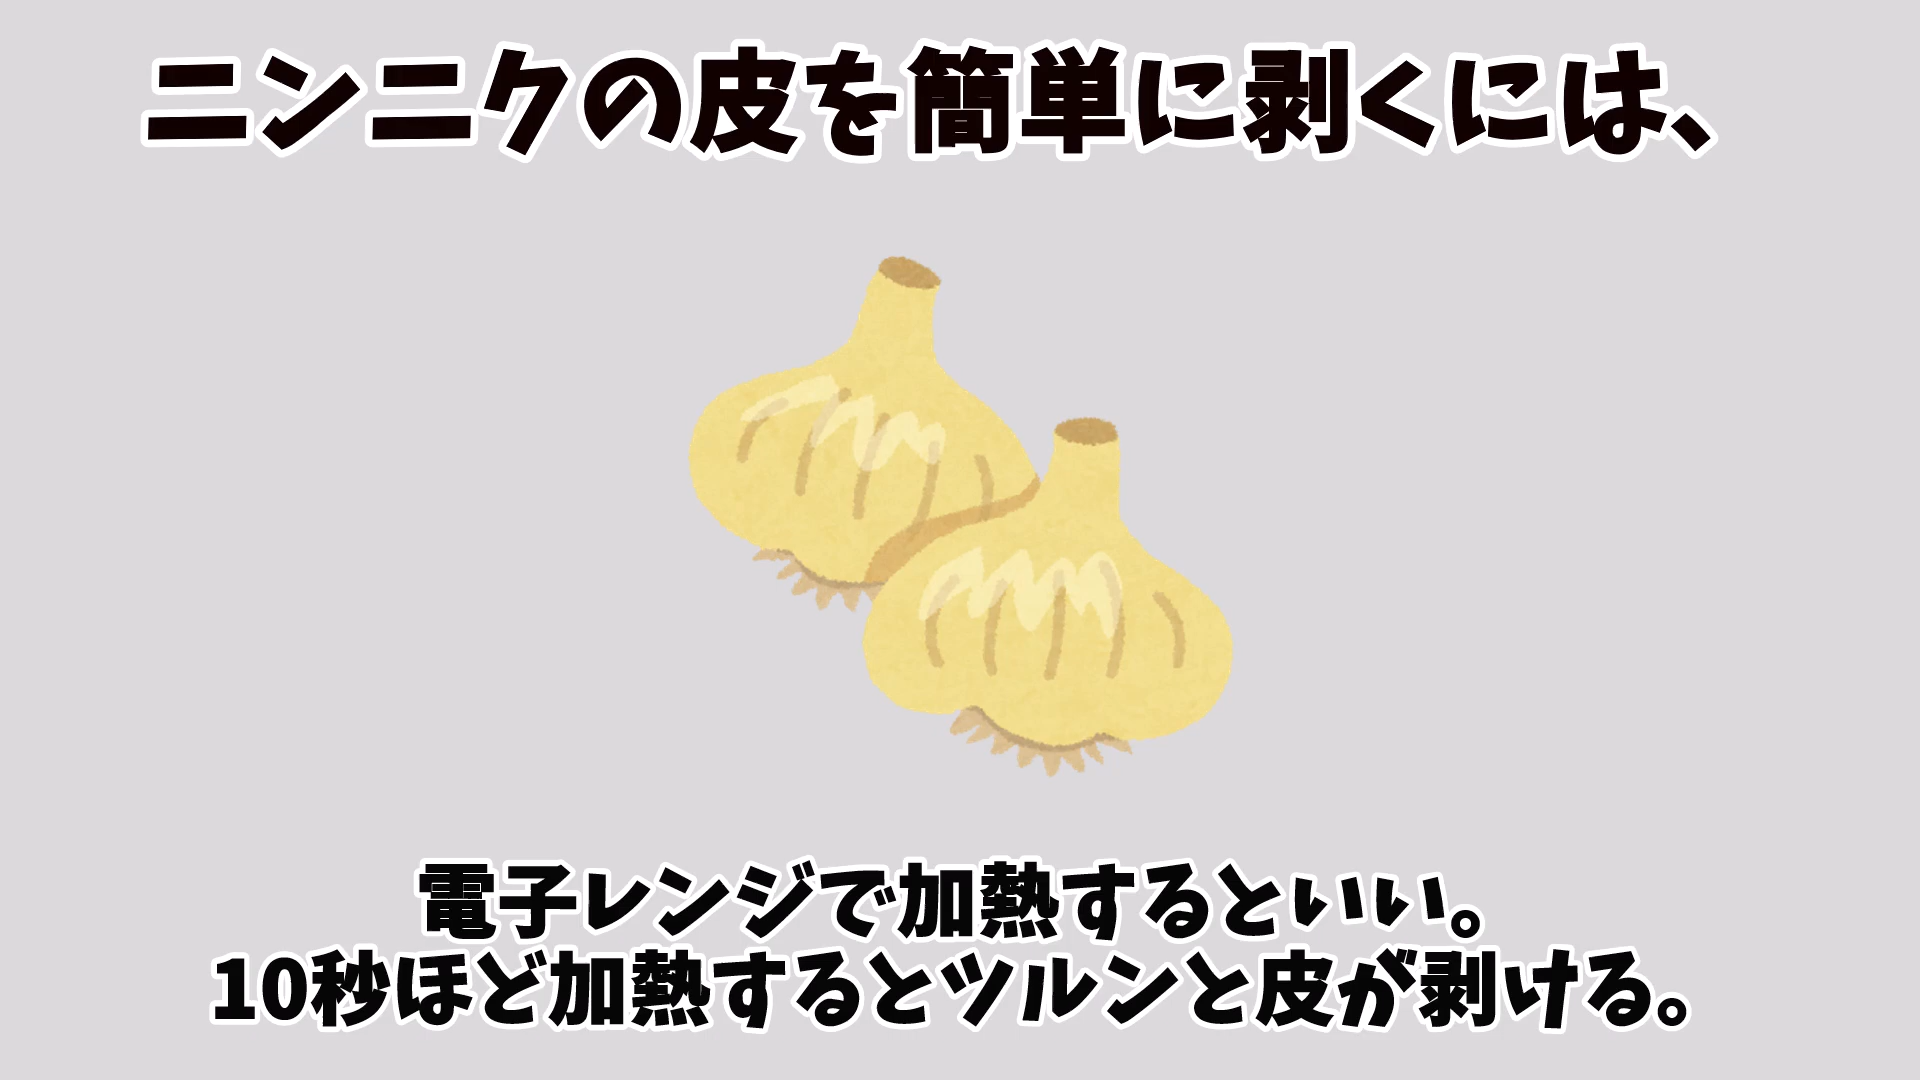 ニンニクの皮を簡単に剥くには、
電子レンジで加熱するといい。
10秒ほど加熱するとツルンと皮が剥ける。